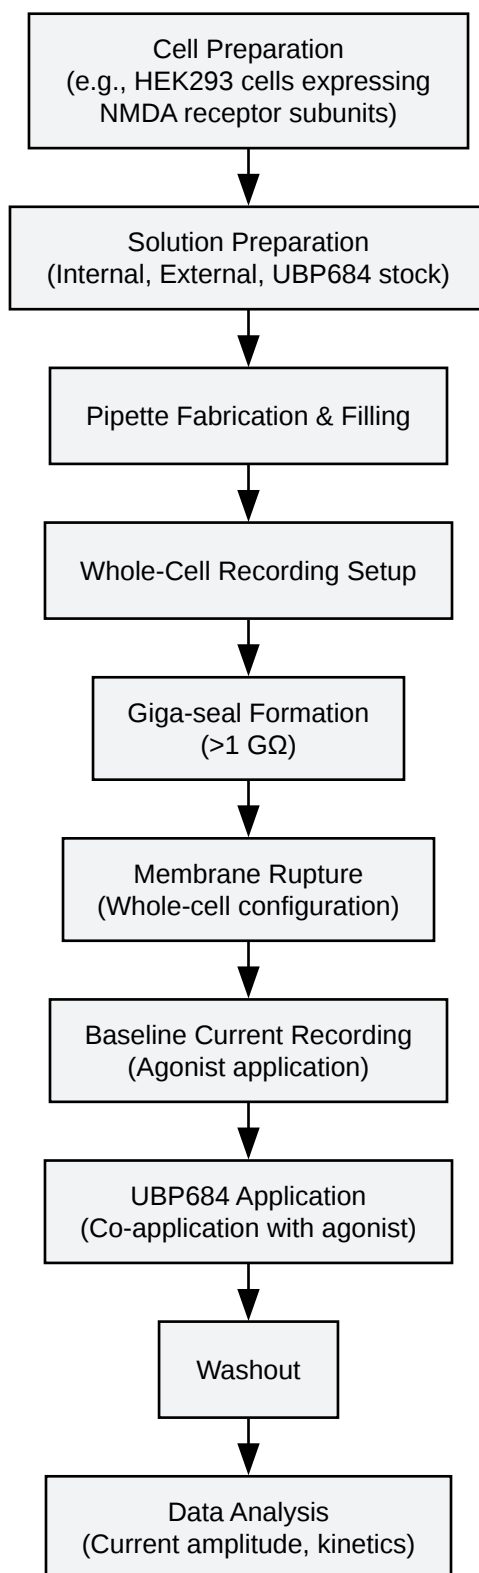 Cell Preparation
(e.g., HEK293 cells expressing
NMDA receptor subunits)
Solution Preparation
(Internal, External, UBP684 stock)
Pipette Fabrication & Filling
Whole-Cell Recording Setup
Giga-seal Formation
(>1 GΩ)
Membrane Rupture
(Whole-cell configuration)
Baseline Current Recording
(Agonist application)
UBP684 Application
(Co-application with agonist)
Washout
Data Analysis
(Current amplitude, kinetics)